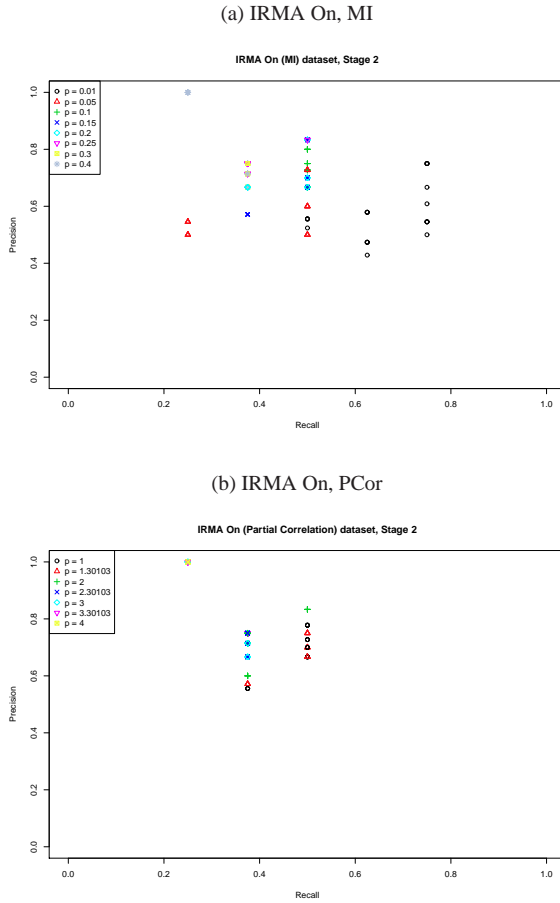 (a) IRMA On, MI
IRMA On (MI) dataset, Stage 2
p = 0.01
p = 0.05
p = 0.1
p = 0.15
p = 0.2
p = 0.25
p = 0.3
p = 0.4
Precision
1.0
0.8
0.6
0.4
0.2
0.0
0.0 0.2 0.4 0.6 0.8 1.0
Recall
(b) IRMA On, PCor
IRMA On (Partial Correlation) dataset, Stage 2
p = 1
p = 1.30103
p = 2
p = 2.30103
p = 3
p = 3.30103
p = 4
Precision
1.0
0.8
0.6
0.4
0.2
0.0
0.0 0.2 0.4 0.6 0.8 1.0
Recall